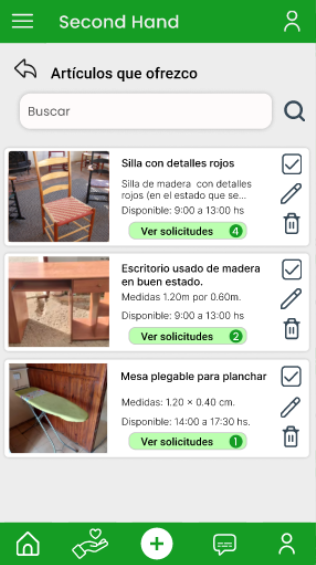 Second Hand
Artículos que ofrezco
Buscar
Silla con detalles rojos
Silla de madera con detalles
rojos (en el estado que se...
Disponible: 9:00 a 13:00 hs
Ver solicitudes 4
Escritorio usado de madera
en buen estado.
Medidas 1.20m por 0.60m.
Disponible: 9:00 a 13:00 hs
Ver solicitudes 2
Mesa plegable para planchar
Medidas: 1.20 × 0.40 cm.
Disponible: 14:00 a 17:30 hs.
Ver solicitudes 1